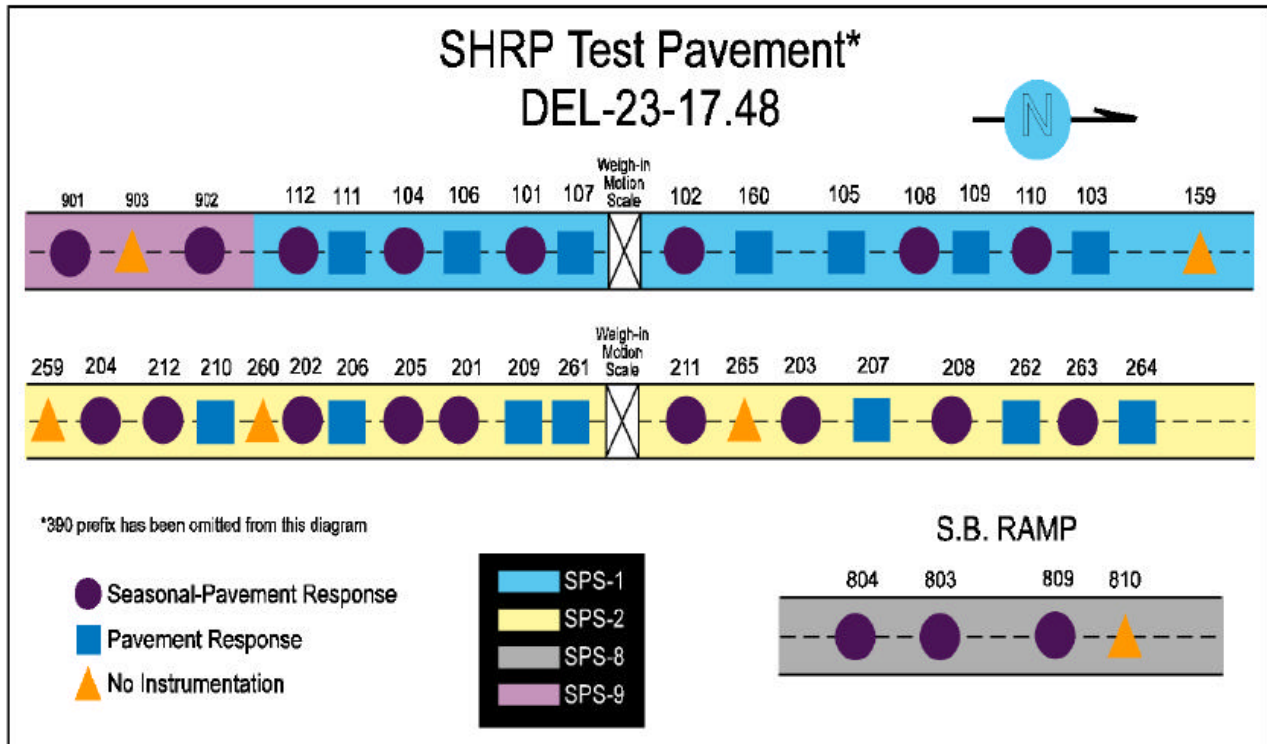 SHRP Test Pavement*
DEL-23-17.48
N
Weigh-in
Motion
Scale
901 903 902 112 111 104 106 101 107 102 160 105 108 109 110 103 159
Weigh-in
Motion
Scale
259 204 212 210 260 202 206 205 201 209 261 211 265 203 207 208 262 263 264
*390 prefix has been omitted from this diagram
Seasonal-Pavement Response
Pavement Response
No Instrumentation
SPS-1
SPS-2
SPS-8
SPS-9
S.B. RAMP
804 803 809 810